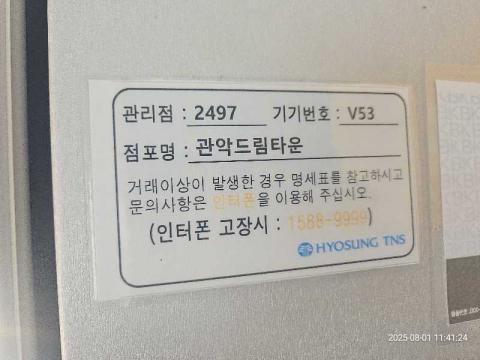 관리점 : 2497 기기번호 : V53
점포명 : 관악드림타운
거래이상이 발생한 경우 명세표를 참고하시고
문의사항은 인터폰을 이용해 주십시오.
(인터폰 고장시 : 1588-9999)
HYOSUNG TNS
2025-08-01 11:41:24